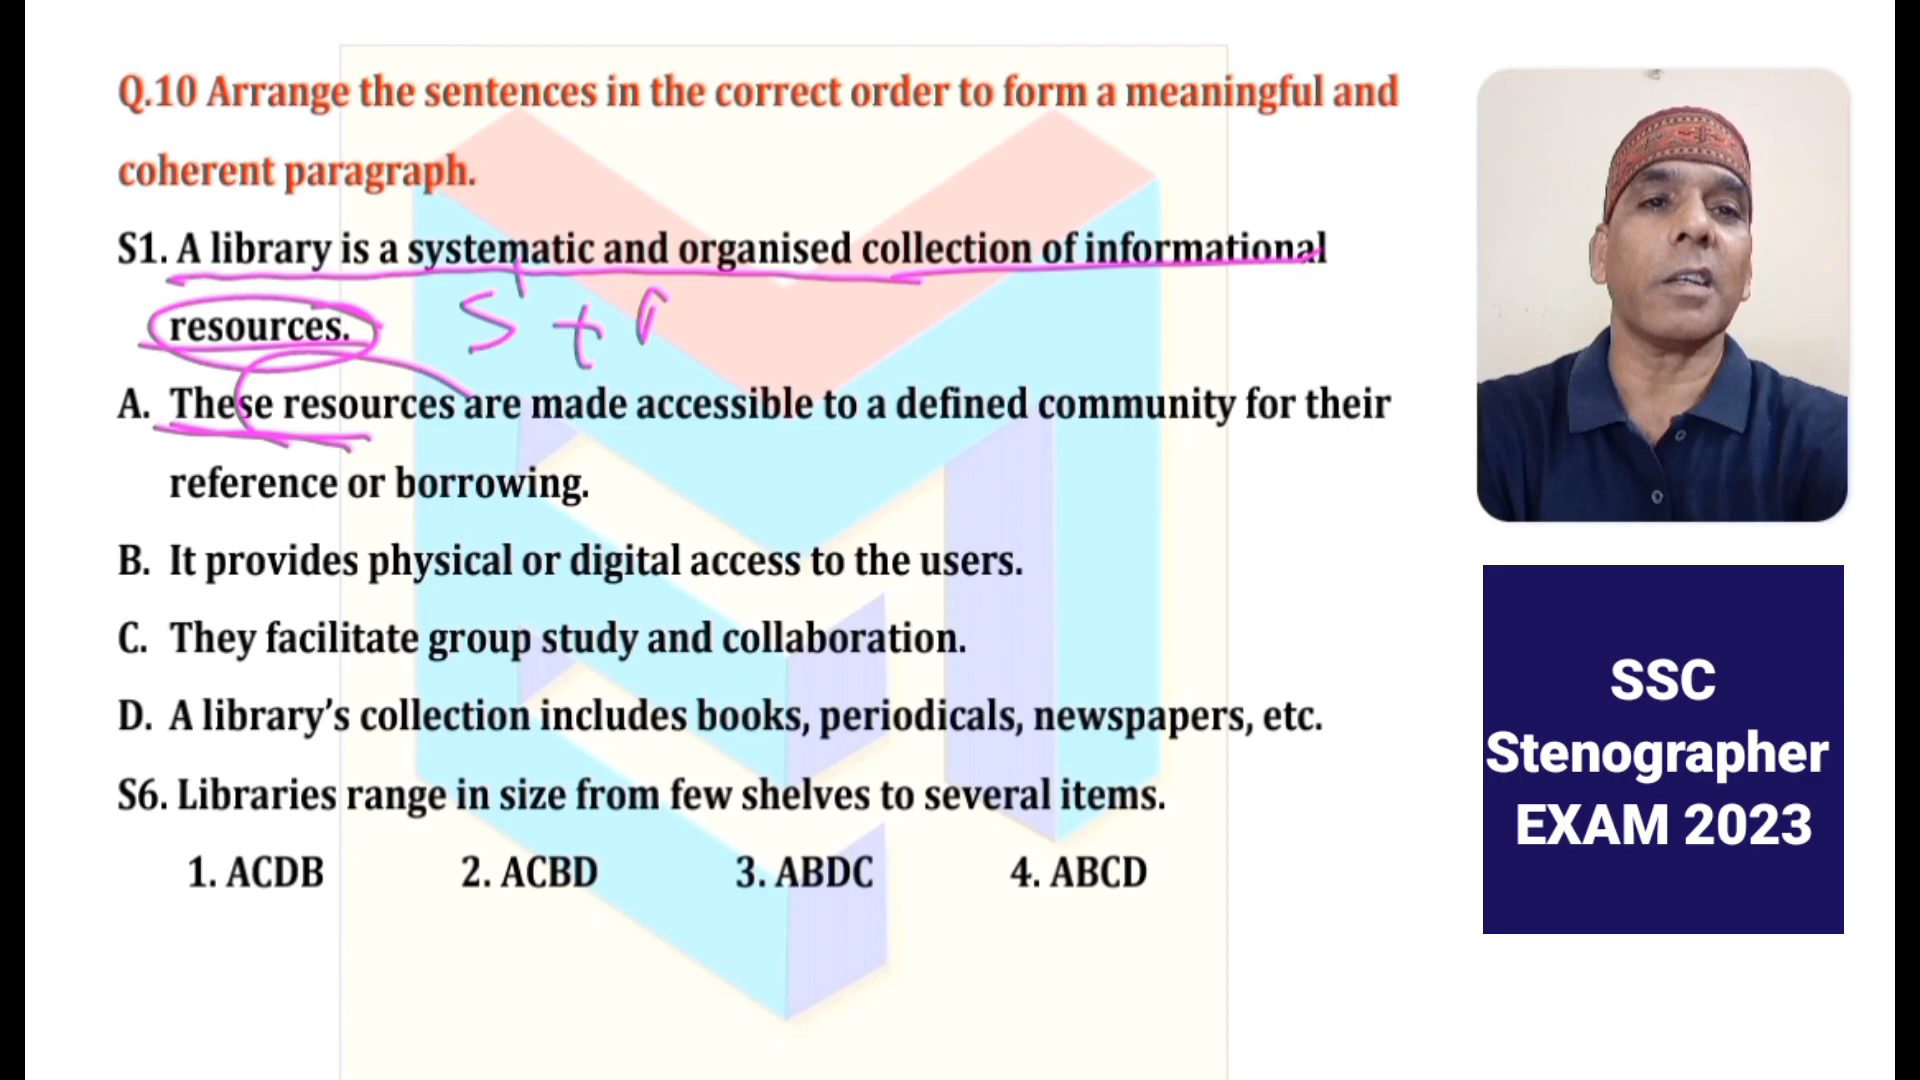 Q.10 Arrange the sentences in the correct order to form a meaningful and
coherent paragraph.
S1. A library is a systematic and organised collection of informational
resources.
S +
A. These resources are made accessible to a defined community for their
reference or borrowing.
B. It provides physical or digital access to the users.
C. They facilitate group study and collaboration.
D. A library’s collection includes books, periodicals, newspapers, etc.
S6. Libraries range in size from few shelves to several items.
1. ACDB 2. ACBD 3. ABDC 4. ABCD
SSC
Stenographer
EXAM 2023